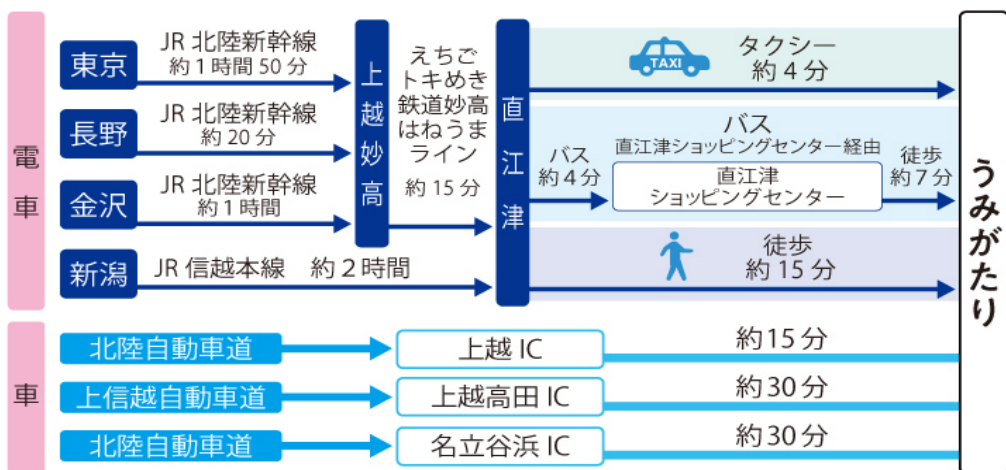 電車
東京
JR 北陸新幹線
約1時間50分
長野
JR 北陸新幹線
約20分
金沢
JR 北陸新幹線
約1時間
新潟
JR 信越本線 約2時間
上越妙高
えちご
トキめき
鉄道妙高
はねうま
ライン
約15分
直江津
TAXI
タクシー
約4分
バス
直江津ショッピングセンター経由
バス
約4分
直江津
ショッピングセンター
徒歩
約7分
徒歩
約15分
うみがたり
車
北陸自動車道
上越 IC
約15分
上信越自動車道
上越高田 IC
約30分
北陸自動車道
名立谷浜 IC
約30分